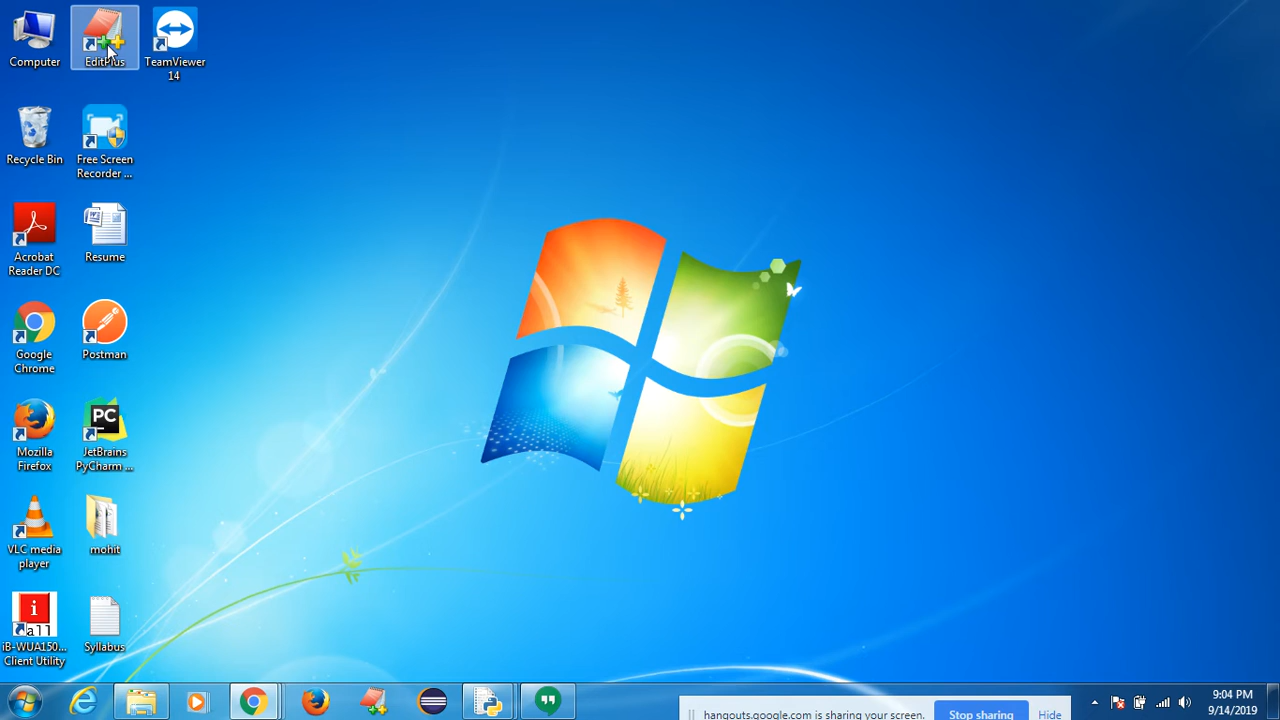 Computer
EditPlus
TeamViewer
14
Recycle Bin
Free Screen
Recorder ...
Acrobat
Reader DC
Resume
Google
Chrome
Postman
Mozilla
Firefox
PC
JetBrains
PyCharm ...
VLC media
player
mohit
i
all
iB-WUA150...
Client Utility
Syllabus
hangouts.google.com is sharing your screen.
Stop sharing
Hide
9:04 PM
9/14/2019